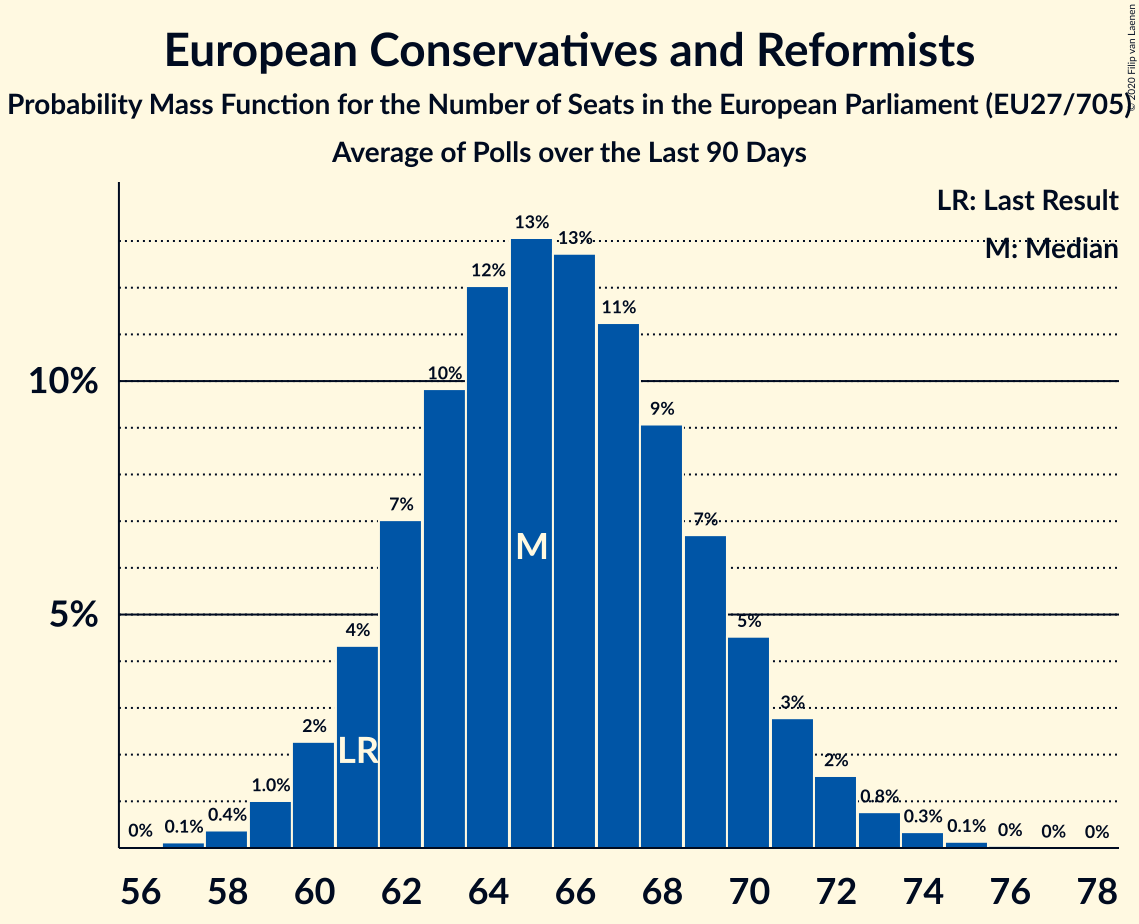 European Conservatives and Reformists
Probability Mass Function for the Number of Seats in the European Parliament (EU27/705)
Average of Polls over the Last 90 Days
© 2020 Filip van Laenen
LR: Last Result
M: Median
10%
5%
0%
0.1%
0.4%
1.0%
2%
4%
7%
10%
12%
13%
13%
11%
9%
7%
5%
3%
2%
0.8%
0.3%
0.1%
0%
0%
0%
LR
M
56 58 60 62 64 66 68 70 72 74 76 78